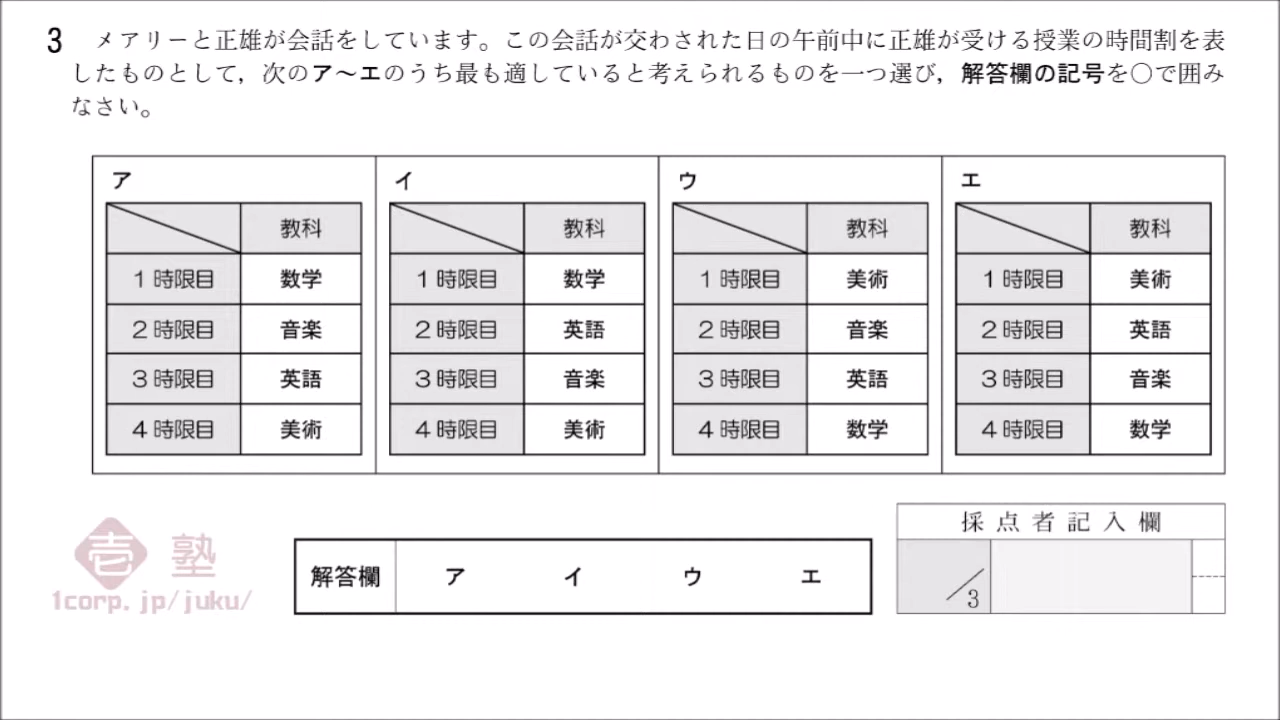 3 メアリーと正雄が会話をしています。この会話が交わされた日の午前中に正雄が受ける授業の時間割を表
したものとして，次のア～エのうち最も適していると考えられるものを一つ選び，解答欄の記号を○で囲み
なさい。
ア
教科
1時限目 数学
2時限目 音楽
3時限目 英語
4時限目 美術
イ
教科
1時限目 数学
2時限目 英語
3時限目 音楽
4時限目 美術
ウ
教科
1時限目 美術
2時限目 音楽
3時限目 英語
4時限目 数学
エ
教科
1時限目 美術
2時限目 英語
3時限目 音楽
4時限目 数学
壱塾
1corp.jp/juku/
解答欄 ア イ ウ エ
採点者記入欄
／3